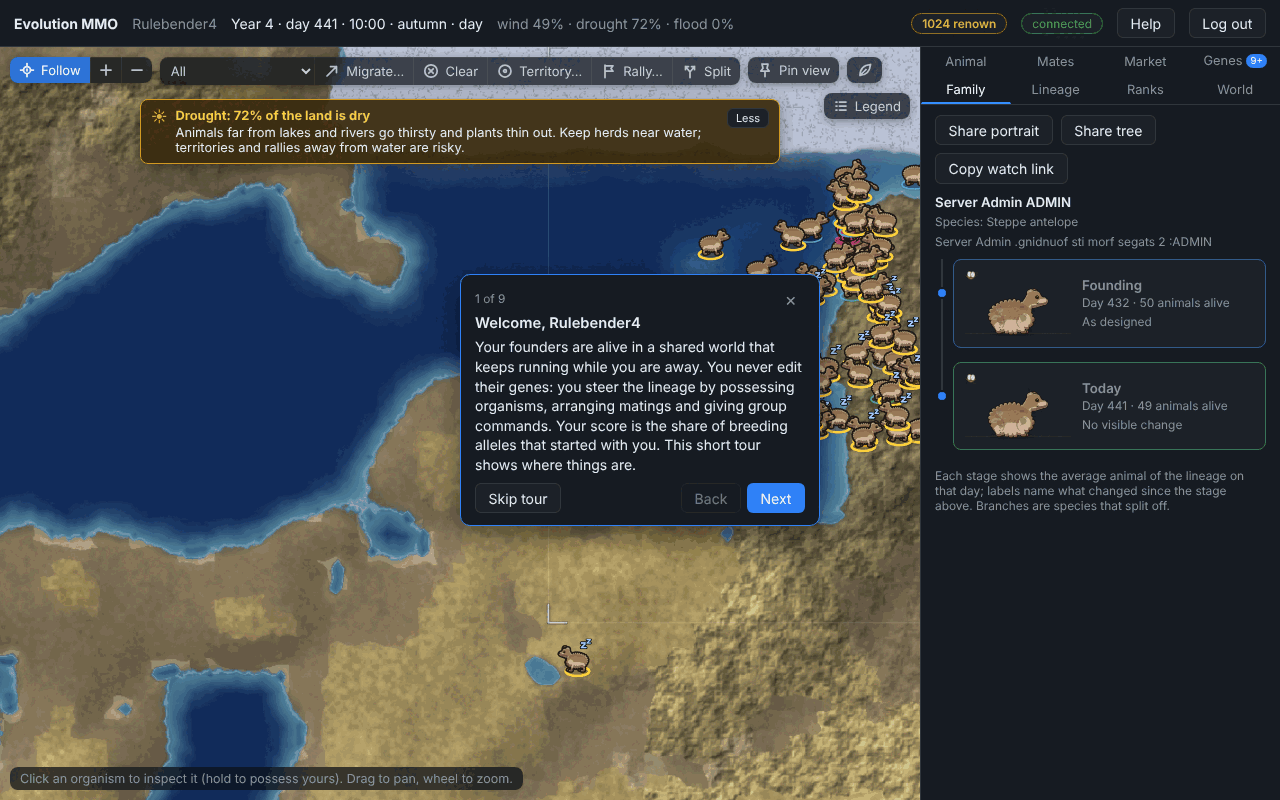 Evolution MMO Rulebender4 Year 4 · day 441 · 10:00 · autumn · day wind 49% · drought 72% · flood 0% 1024 renown connected Help Log out
Follow + − All Migrate... Clear Territory... Rally... Split Pin view
Legend
Drought: 72% of the land is dry
Less
Animals far from lakes and rivers go thirsty and plants thin out. Keep herds near water;
territories and rallies away from water are risky.
1 of 9
Welcome, Rulebender4
Your founders are alive in a shared world that
keeps running while you are away. You never edit
their genes: you steer the lineage by possessing
organisms, arranging matings and giving group
commands. Your score is the share of breeding
alleles that started with you. This short tour
shows where things are.
Skip tour Back Next
Click an organism to inspect it (hold to possess yours). Drag to pan, wheel to zoom.
Animal Mates Market Genes 9+
Family Lineage Ranks World
Share portrait Share tree
Copy watch link
Server Admin ADMIN
Species: Steppe antelope
Server Admin .gnidnuof sti morf segats 2 :ADMIN
Founding
Day 432 · 50 animals alive
As designed
Today
Day 441 · 49 animals alive
No visible change
Each stage shows the average animal of the lineage on
that day; labels name what changed since the stage
above. Branches are species that split off.